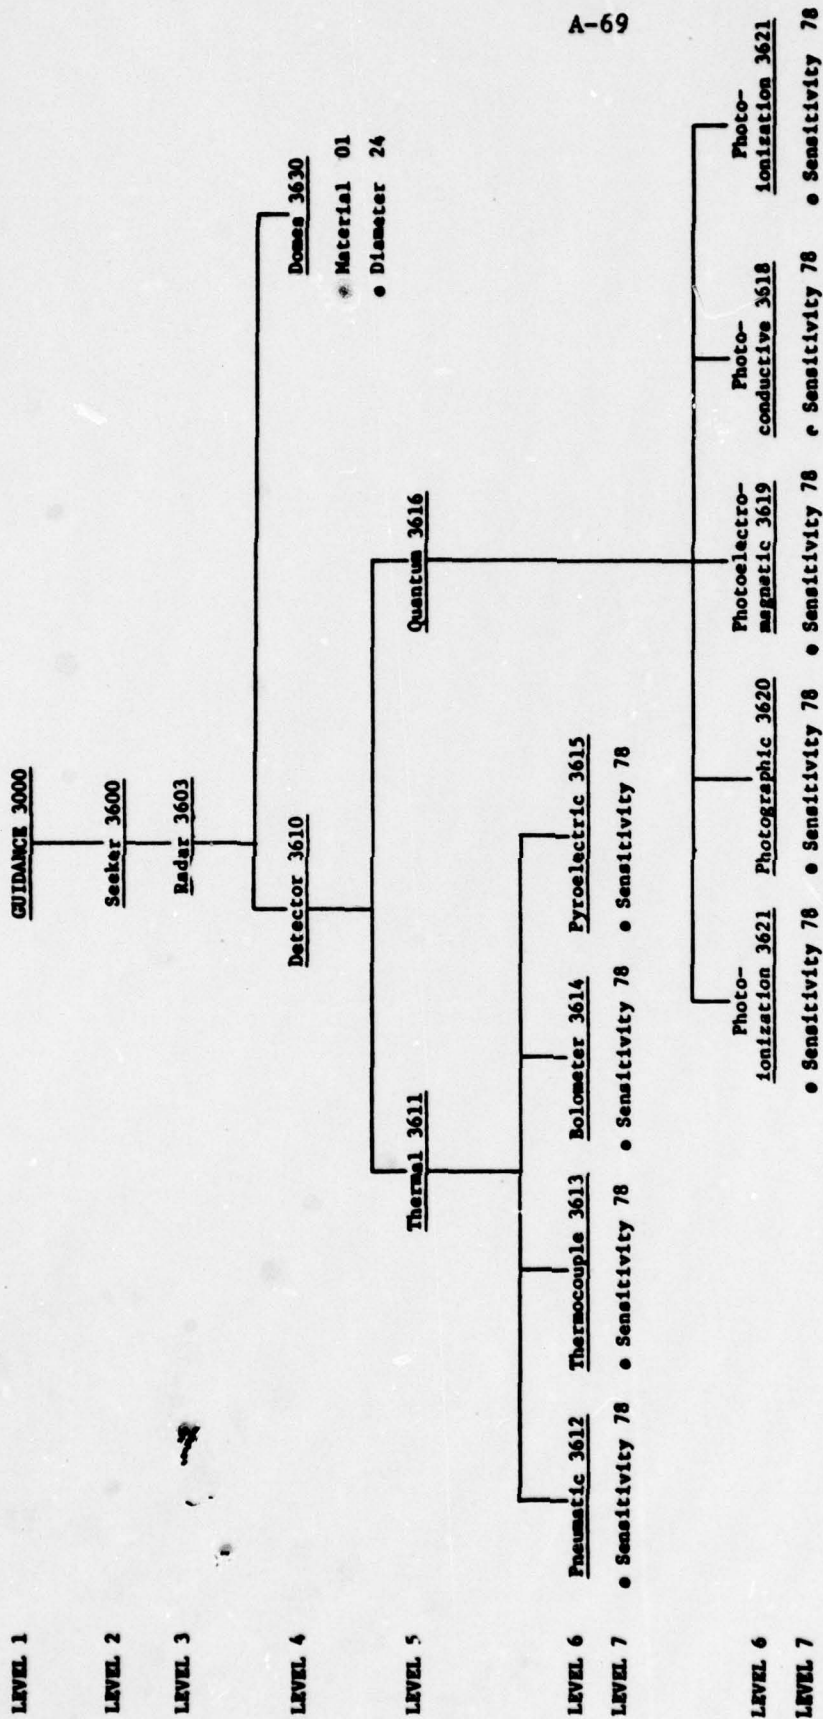 A-69
LEVEL 1
GUIDANCE 3000
LEVEL 2
Seeker 3600
LEVEL 3
Radar 3603
LEVEL 4
Detector 3610
Domes 3630
● Material 01
● Diameter 24
LEVEL 5
Thermal 3611
Quantum 3616
LEVEL 6
Pneumatic 3612
Thermocouple 3613
Bolometer 3614
Pyroelectric 3615
LEVEL 7
● Sensitivity 78
● Sensitivity 78
● Sensitivity 78
● Sensitivity 78
LEVEL 6
Photo-
ionization 3621
Photographic 3620
Photoelectro-
magnetic 3619
Photo-
conductive 3618
Photo-
ionization 3621
LEVEL 7
● Sensitivity 78
● Sensitivity 78
● Sensitivity 78
● Sensitivity 78
● Sensitivity 78